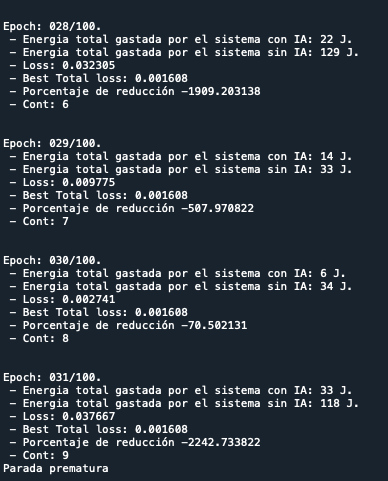 Epoch: 028/100.
- Energia total gastada por el sistema con IA: 22 J.
- Energia total gastada por el sistema sin IA: 129 J.
- Loss: 0.032305
- Best Total loss: 0.001608
- Porcentaje de reducción -1909.203138
- Cont: 6
Epoch: 029/100.
- Energia total gastada por el sistema con IA: 14 J.
- Energia total gastada por el sistema sin IA: 33 J.
- Loss: 0.009775
- Best Total loss: 0.001608
- Porcentaje de reducción -507.970822
- Cont: 7
Epoch: 030/100.
- Energia total gastada por el sistema con IA: 6 J.
- Energia total gastada por el sistema sin IA: 34 J.
- Loss: 0.002741
- Best Total loss: 0.001608
- Porcentaje de reducción -70.502131
- Cont: 8
Epoch: 031/100.
- Energia total gastada por el sistema con IA: 33 J.
- Energia total gastada por el sistema sin IA: 118 J.
- Loss: 0.037667
- Best Total loss: 0.001608
- Porcentaje de reducción -2242.733822
- Cont: 9
Parada prematura